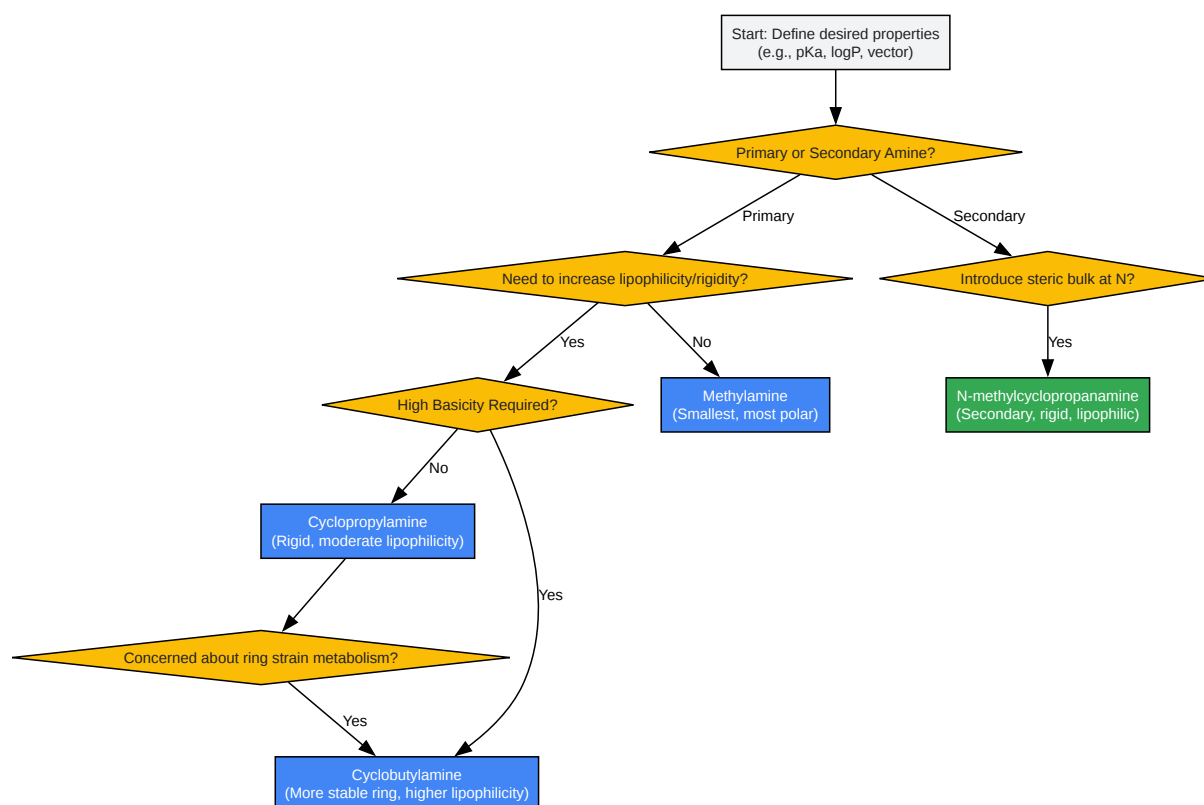 Start: Define desired properties
(e.g., pKa, logP, vector)
Primary or Secondary Amine?
Primary
Secondary
Need to increase lipophilicity/rigidity?
Introduce steric bulk at N?
Yes
No
Yes
High Basicity Required?
Methylamine
(Smallest, most polar)
N-methylcyclopropanamine
(Secondary, rigid, lipophilic)
No
Cyclopropylamine
(Rigid, moderate lipophilicity)
Yes
Concerned about ring strain metabolism?
Yes
Cyclobutylamine
(More stable ring, higher lipophilicity)